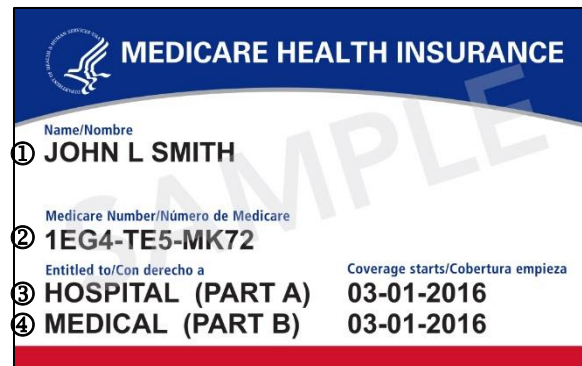 MEDICARE HEALTH INSURANCE
Name/Nombre
① JOHN L SMITH
Medicare Number/Número de Medicare
② 1EG4-TE5-MK72
Entitled to/Con derecho a Coverage starts/Cobertura empieza
③ HOSPITAL (PART A) 03-01-2016
④ MEDICAL (PART B) 03-01-2016
SAMPLE